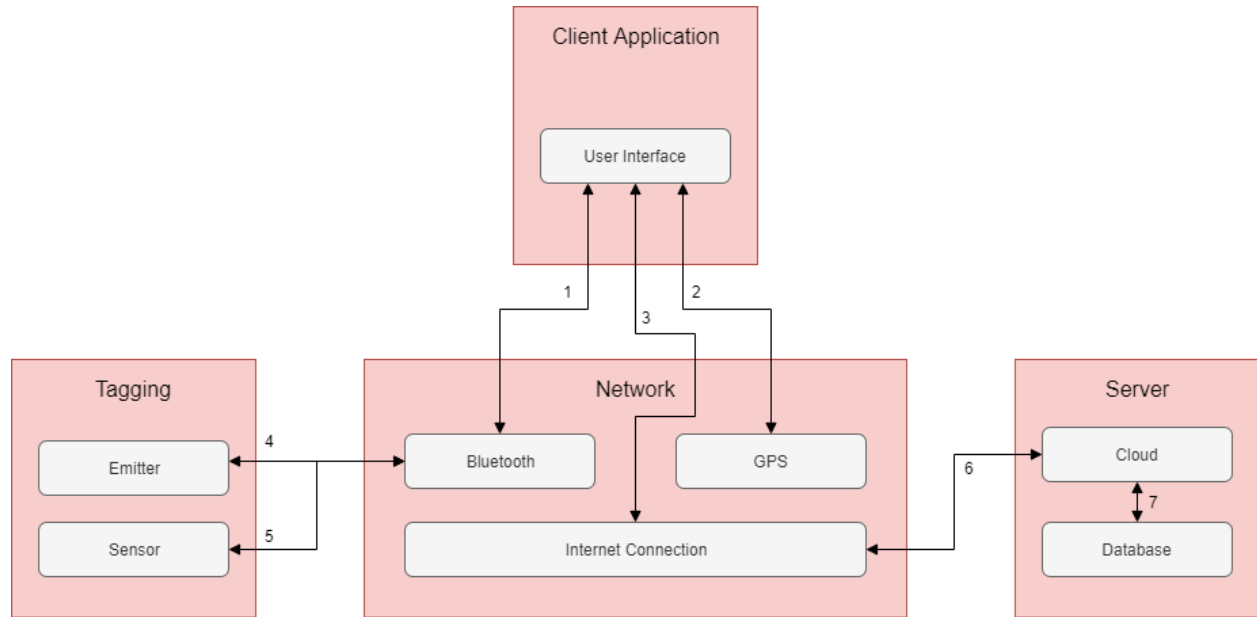 Client Application
User Interface
1
2
3
Tagging
Network
Server
4
Emitter
Bluetooth
GPS
6
Cloud
7
5
Sensor
Internet Connection
Database